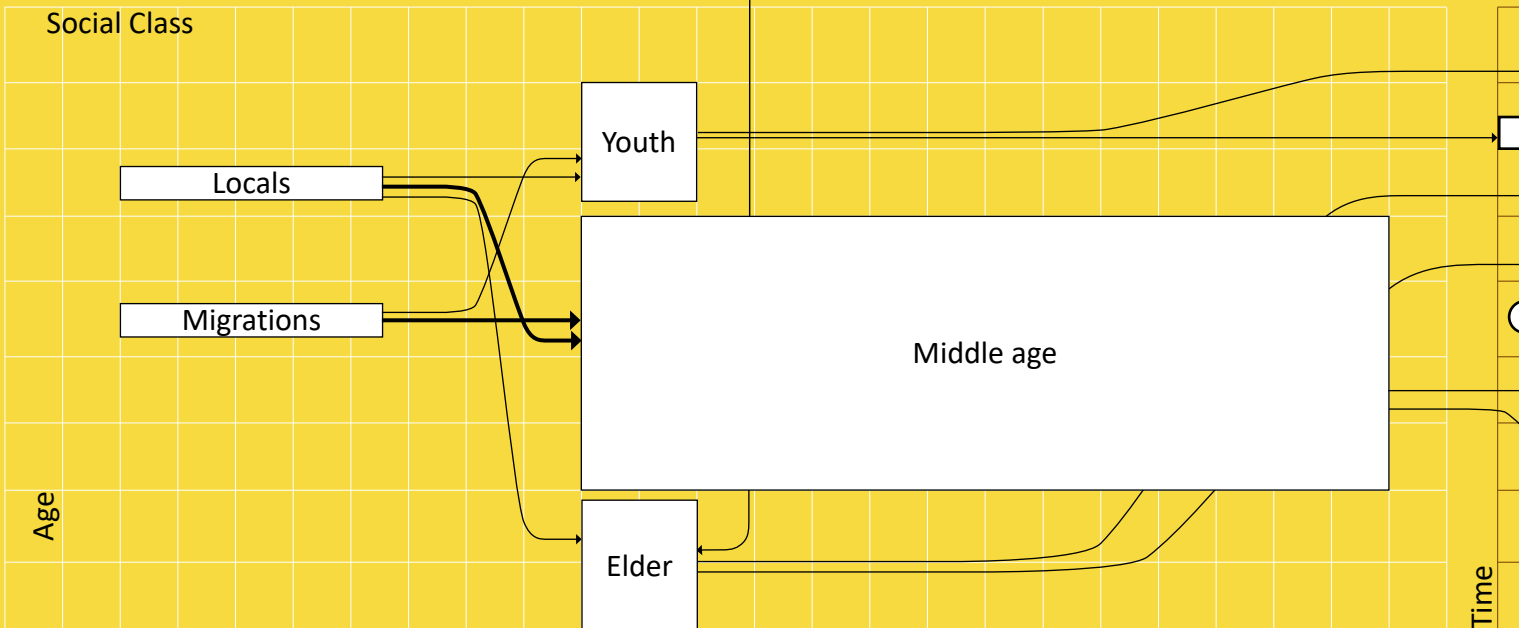 Social Class
Youth
Locals
Migrations
Middle age
Age
Elder
Time